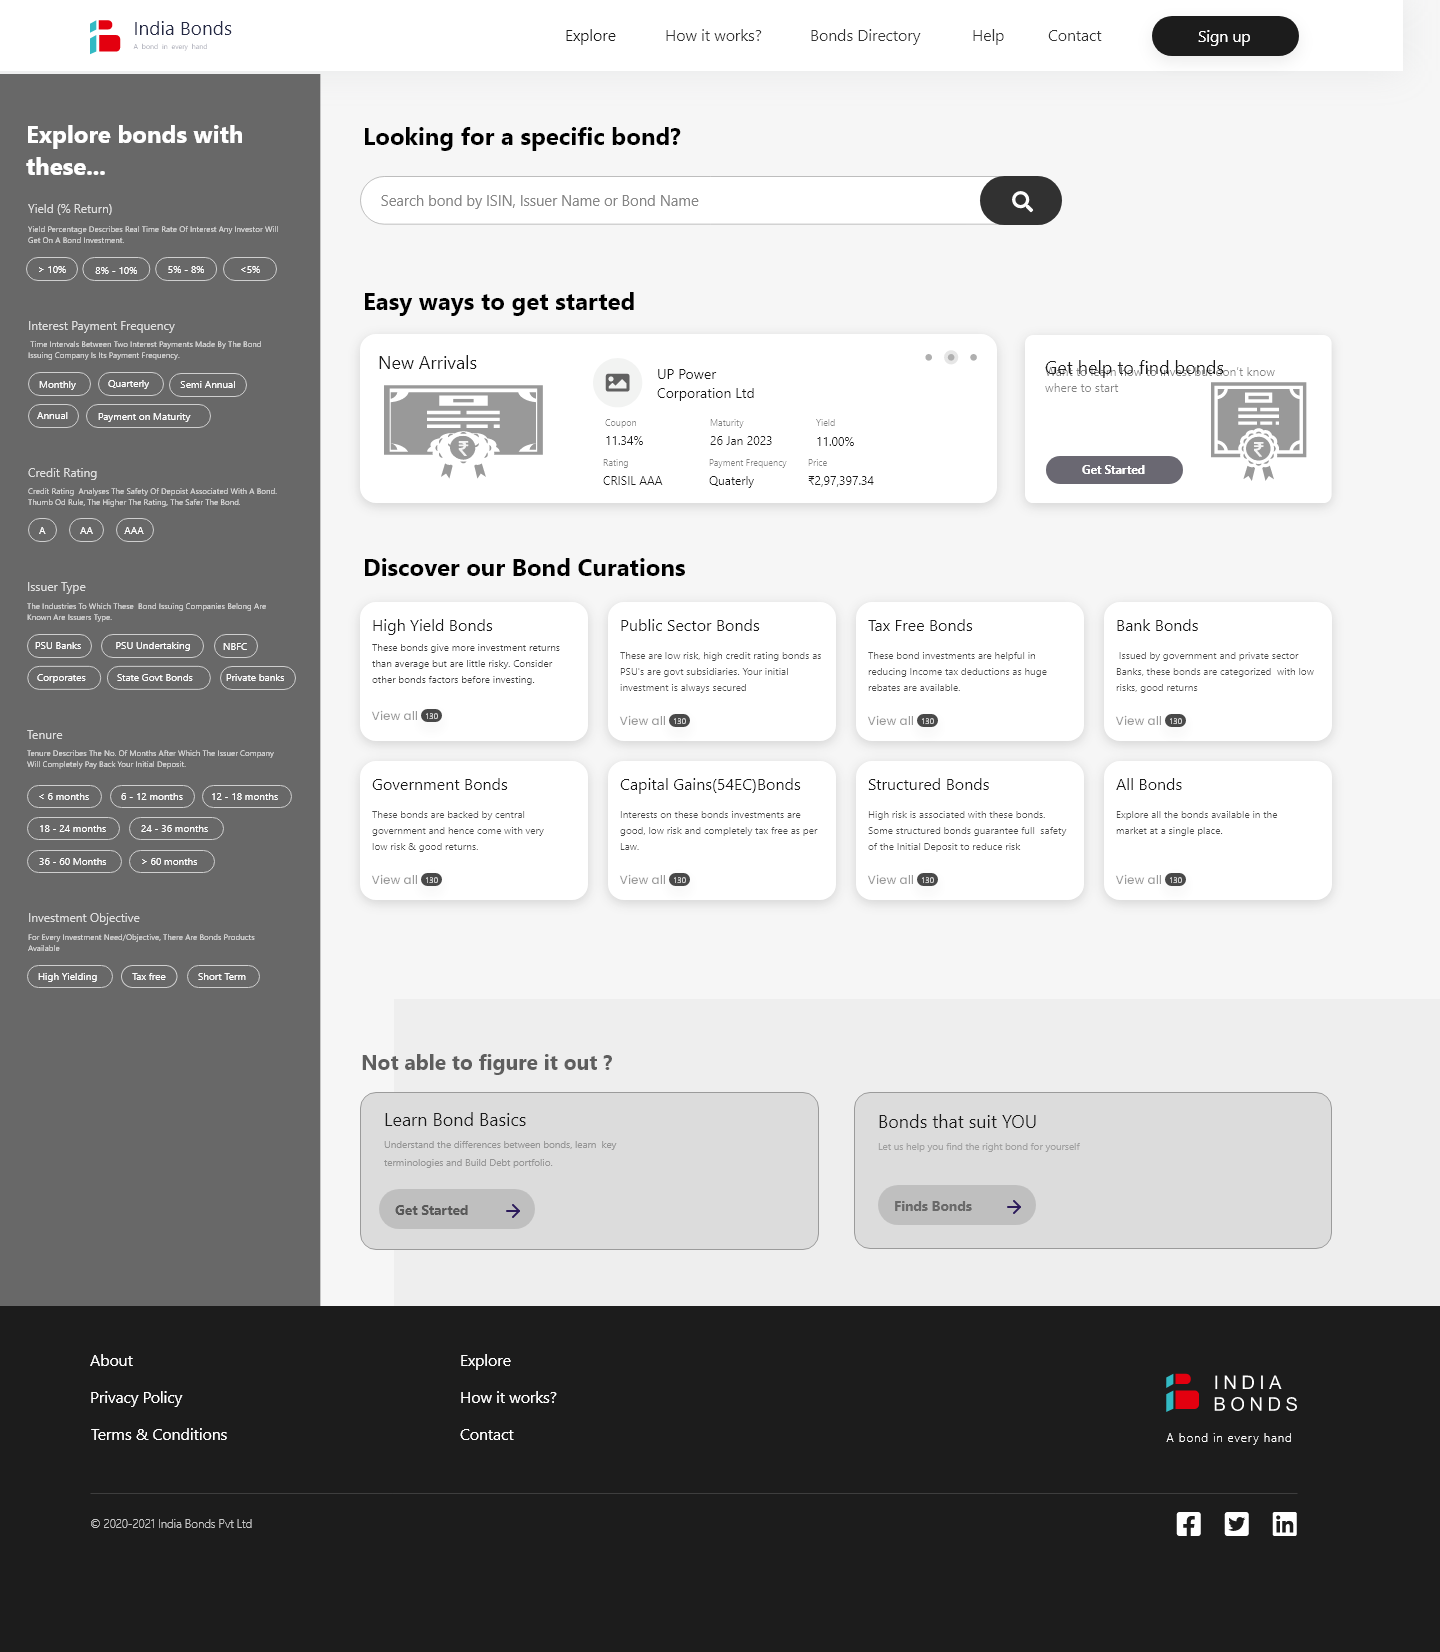 India Bonds
A bond in every hand
Explore
How it works?
Bonds Directory
Help
Contact
Sign up
Explore bonds with
these...
Yield (% Return)
Yield Percentage Describes Real Time Rate Of Interest Any Investor Will
Get On A Bond Investment.
> 10%
8% - 10%
5% - 8%
<5%
Interest Payment Frequency
Time Intervals Between Two Interest Payments Made By The Bond
Issuing Company Is Its Payment Frequency.
Monthly
Quarterly
Semi Annual
Annual
Payment on Maturity
Credit Rating
Credit Rating Analyses The Safety Of Depoist Associated With A Bond.
Thumb Od Rule, The Higher The Rating, The Safer The Bond.
A
AA
AAA
Issuer Type
The Industries To Which These Bond Issuing Companies Belong Are
Known Are Issuers Type.
PSU Banks
PSU Undertaking
NBFC
Corporates
State Govt Bonds
Private banks
Tenure
Tenure Describes The No. Of Months After Which The Issuer Company
Will Completely Pay Back Your Initial Deposit.
< 6 months
6 - 12 months
12 - 18 months
18 - 24 months
24 - 36 months
36 - 60 Months
> 60 months
Investment Objective
For Every Investment Need/Objective, There Are Bonds Products
Available
High Yielding
Tax free
Short Term
Looking for a specific bond?
Search bond by ISIN, Issuer Name or Bond Name
Easy ways to get started
New Arrivals
₹
UP Power
Corporation Ltd
Coupon
11.34%
Maturity
26 Jan 2023
Yield
11.00%
Rating
CRISIL AAA
Payment Frequency
Quaterly
Price
₹2,97,397.34
Get help to find bonds
Want to learn how to invest but don't know
where to start
₹
Get Started
Discover our Bond Curations
High Yield Bonds
These bonds give more investment returns
than average but are little risky. Consider
other bonds factors before investing.
View all 130
Public Sector Bonds
These are low risk, high credit rating bonds as
PSU's are govt subsidiaries. Your initial
investment is always secured
View all 130
Tax Free Bonds
These bond investments are helpful in
reducing Income tax deductions as huge
rebates are available.
View all 130
Bank Bonds
Issued by government and private sector
Banks, these bonds are categorized with low
risks, good returns
View all 130
Government Bonds
These bonds are backed by central
government and hence come with very
low risk & good returns.
View all 130
Capital Gains(54EC)Bonds
Interests on these bonds investments are
good, low risk and completely tax free as per
Law.
View all 130
Structured Bonds
High risk is associated with these bonds.
Some structured bonds guarantee full safety
of the Initial Deposit to reduce risk
View all 130
All Bonds
Explore all the bonds available in the
market at a single place.
View all 130
Not able to figure it out ?
Learn Bond Basics
Understand the differences between bonds, learn key
terminologies and Build Debt portfolio.
Get Started
Bonds that suit YOU
Let us help you find the right bond for yourself
Finds Bonds
About
Privacy Policy
Terms & Conditions
Explore
How it works?
Contact
INDIA
BONDS
A bond in every hand
© 2020-2021 India Bonds Pvt Ltd